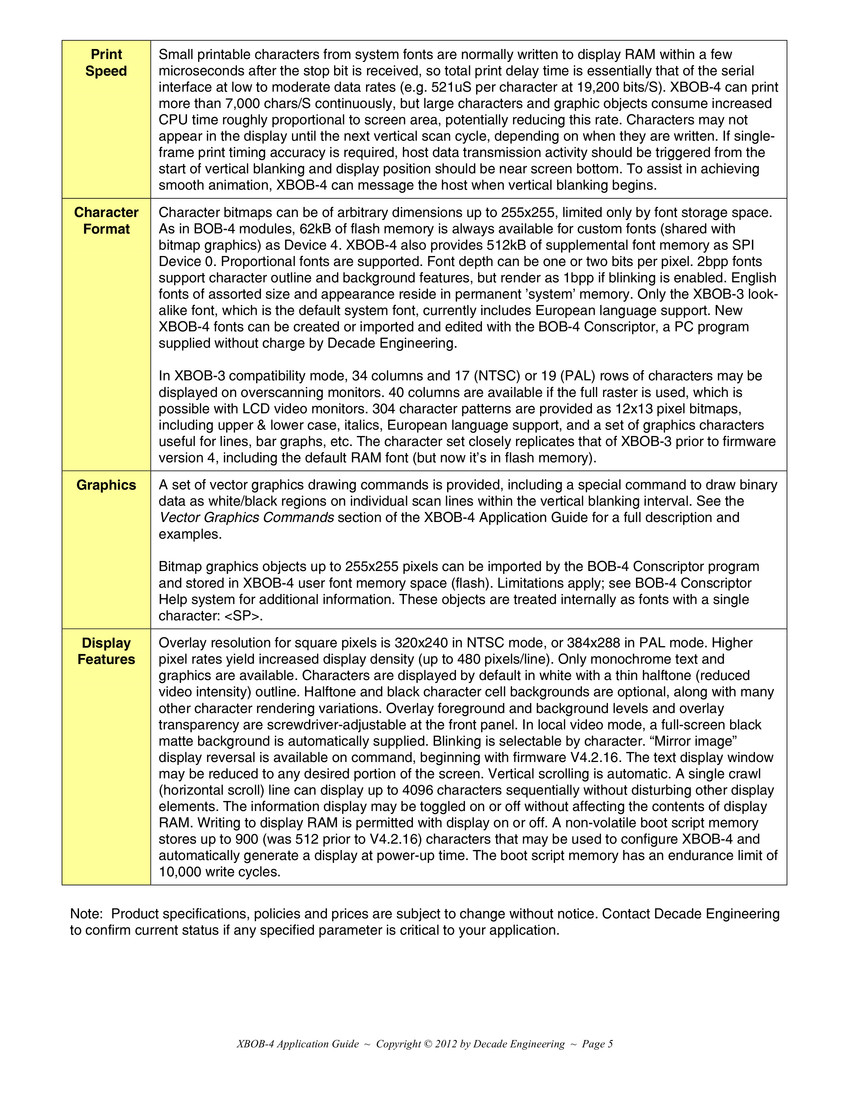 Print
Speed
Small printable characters from system fonts are normally written to display RAM within a few
microseconds after the stop bit is received, so total print delay time is essentially that of the serial
interface at low to moderate data rates (e.g. 521uS per character at 19,200 bits/S). XBOB-4 can print
more than 7,000 chars/S continuously, but large characters and graphic objects consume increased
CPU time roughly proportional to screen area, potentially reducing this rate. Characters may not
appear in the display until the next vertical scan cycle, depending on when they are written. If single-
frame print timing accuracy is required, host data transmission activity should be triggered from the
start of vertical blanking and display position should be near screen bottom. To assist in achieving
smooth animation, XBOB-4 can message the host when vertical blanking begins.
Character
Format
Character bitmaps can be of arbitrary dimensions up to 255x255, limited only by font storage space.
As in BOB-4 modules, 62kB of flash memory is always available for custom fonts (shared with
bitmap graphics) as Device 4. XBOB-4 also provides 512kB of supplemental font memory as SPI
Device 0. Proportional fonts are supported. Font depth can be one or two bits per pixel. 2bpp fonts
support character outline and background features, but render as 1bpp if blinking is enabled. English
fonts of assorted size and appearance reside in permanent 'system' memory. Only the XBOB-3 look-
alike font, which is the default system font, currently includes European language support. New
XBOB-4 fonts can be created or imported and edited with the BOB-4 Conscriptor, a PC program
supplied without charge by Decade Engineering.
In XBOB-3 compatibility mode, 34 columns and 17 (NTSC) or 19 (PAL) rows of characters may be
displayed on overscanning monitors. 40 columns are available if the full raster is used, which is
possible with LCD video monitors. 304 character patterns are provided as 12x13 pixel bitmaps,
including upper & lower case, italics, European language support, and a set of graphics characters
useful for lines, bar graphs, etc. The character set closely replicates that of XBOB-3 prior to firmware
version 4, including the default RAM font (but now it's in flash memory).
Graphics
A set of vector graphics drawing commands is provided, including a special command to draw binary
data as white/black regions on individual scan lines within the vertical blanking interval. See the
Vector Graphics Commands section of the XBOB-4 Application Guide for a full description and
examples.
Bitmap graphics objects up to 255x255 pixels can be imported by the BOB-4 Conscriptor program
and stored in XBOB-4 user font memory space (flash). Limitations apply; see BOB-4 Conscriptor
Help system for additional information. These objects are treated internally as fonts with a single
character: <SP>.
Display
Features
Overlay resolution for square pixels is 320x240 in NTSC mode, or 384x288 in PAL mode. Higher
pixel rates yield increased display density (up to 480 pixels/line). Only monochrome text and
graphics are available. Characters are displayed by default in white with a thin halftone (reduced
video intensity) outline. Halftone and black character cell backgrounds are optional, along with many
other character rendering variations. Overlay foreground and background levels and overlay
transparency are screwdriver-adjustable at the front panel. In local video mode, a full-screen black
matte background is automatically supplied. Blinking is selectable by character. “Mirror image”
display reversal is available on command, beginning with firmware V4.2.16. The text display window
may be reduced to any desired portion of the screen. Vertical scrolling is automatic. A single crawl
(horizontal scroll) line can display up to 4096 characters sequentially without disturbing other display
elements. The information display may be toggled on or off without affecting the contents of display
RAM. Writing to display RAM is permitted with display on or off. A non-volatile boot script memory
stores up to 900 (was 512 prior to V4.2.16) characters that may be used to configure XBOB-4 and
automatically generate a display at power-up time. The boot script memory has an endurance limit of
10,000 write cycles.
Note:  Product specifications, policies and prices are subject to change without notice. Contact Decade Engineering
to confirm current status if any specified parameter is critical to your application.
XBOB-4 Application Guide  ~  Copyright © 2012 by Decade Engineering  ~  Page 5